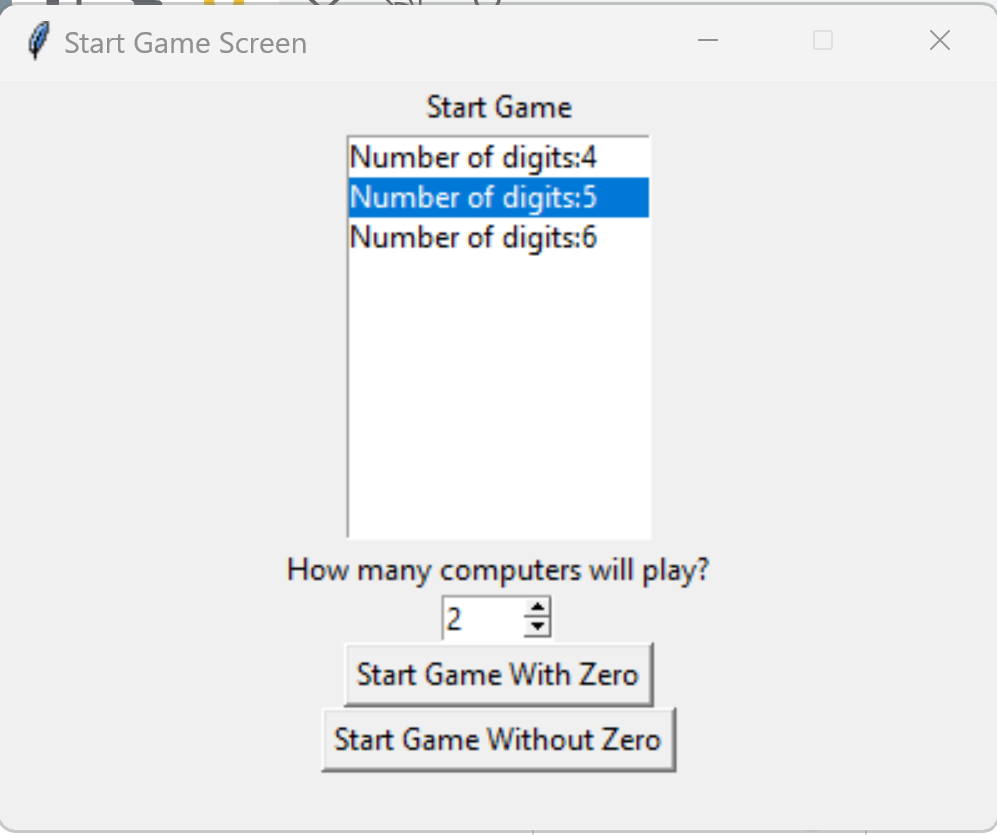 Start Game Screen
Start Game
Number of digits:4
Number of digits:5
Number of digits:6
How many computers will play?
2
Start Game With Zero
Start Game Without Zero